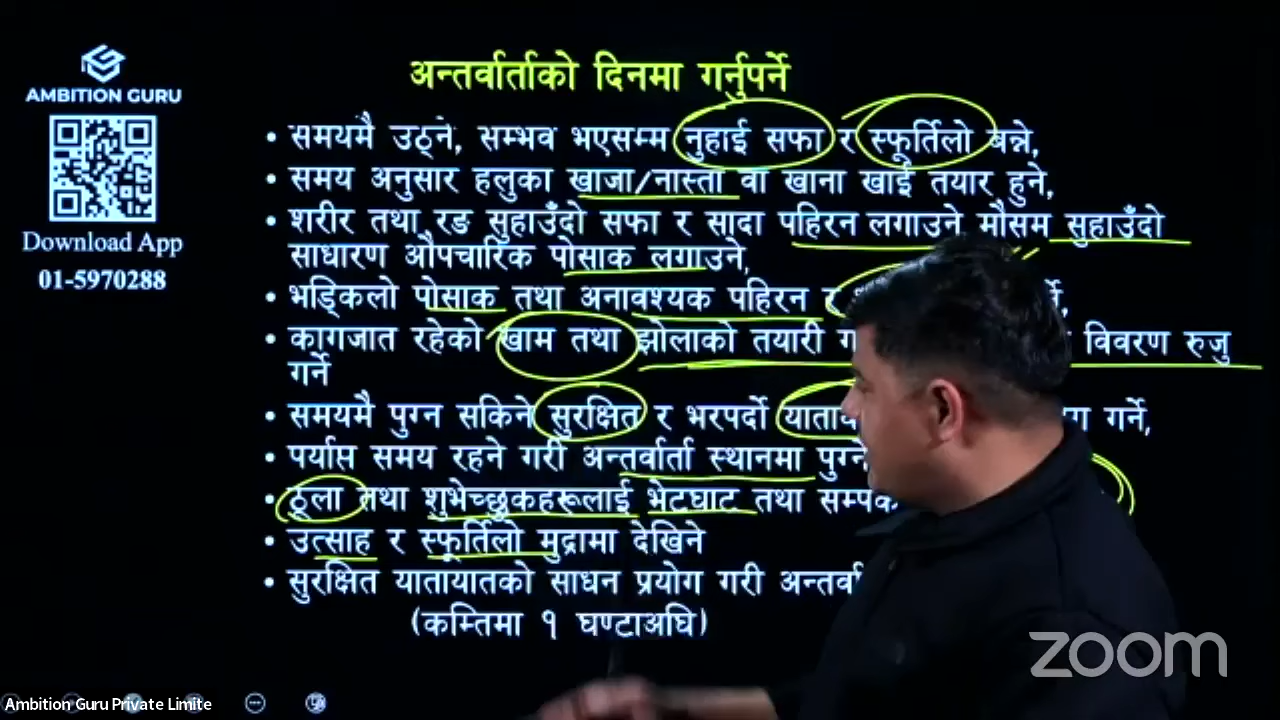 AMBITION GURU
Download App
01-5970288
अन्तर्वार्ताको दिनमा गर्नुपर्ने
• समयमै उठ्ने, सम्भव भएसम्म नुहाई सफा र स्फूर्तिलो बन्ने,
• समय अनुसार हलुका खाजा/नास्ता वा खाना खाई तयार हुने,
• शरीर तथा रङ सुहाउँदो सफा र सादा पहिरन लगाउने मौसम सुहाउँदो
साधारण औपचारिक पोसाक लगाउने,
• भड्किलो पोसाक तथा अनावश्यक पहिरन र
• कागजात रहेको खाम तथा झोलाको तयारी विवरण रुजु
गर्ने
• समयमै पुग्न सकिने सुरक्षित र भरपर्दो गर्ने,
• पर्याप्त समय रहने गरी अन्तर्वार्ता स्थानमा पुग्ने
• ठूला तथा शुभेच्छुकहरूलाई भेटघाट तथा सम्पर्क
• उत्साह र स्फूर्तिलो मुद्रामा देखिने
• सुरक्षित यातायातको साधन प्रयोग गरी
(कम्तिमा १ घण्टाअघि)
zoom
Ambition Guru Private Limite